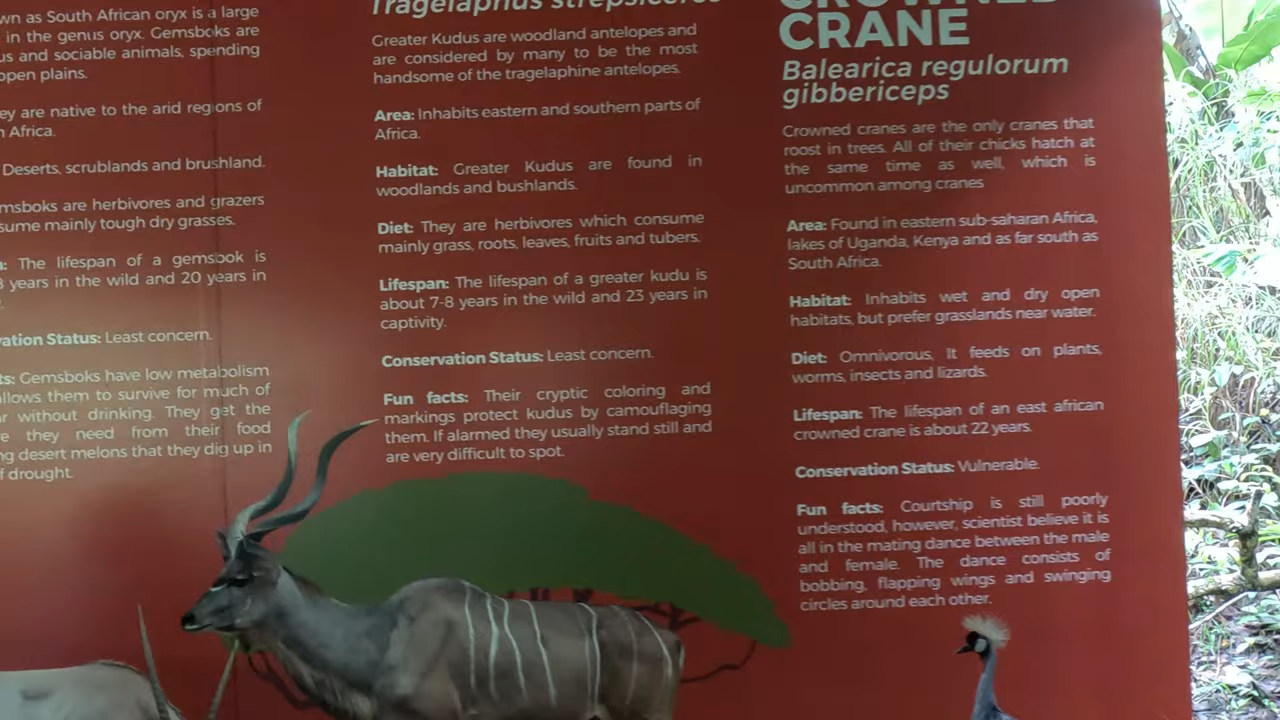 wn as South African oryx is a large
in the genus oryx. Gemsboks are
us and sociable animals, spending
open plains.
ey are native to the arid regions of
n Africa.
Deserts, scrublands and brushland.
msboks are herbivores and grazers
sume mainly tough dry grasses.
The lifespan of a gemsbok is
8 years in the wild and 20 years in
vation Status: Least concern.
ts: Gemsboks have low metabolism
llows them to survive for much of
r without drinking. They get the
e they need from their food
ng desert melons that they dig up in
f drought.
Tragelaphus strepsiceros
Greater Kudus are woodland antelopes and
are considered by many to be the most
handsome of the tragelaphine antelopes.
Area: Inhabits eastern and southern parts of
Africa.
Habitat: Greater Kudus are found in
woodlands and bushlands.
Diet: They are herbivores which consume
mainly grass, roots, leaves, fruits and tubers.
Lifespan: The lifespan of a greater kudu is
about 7-8 years in the wild and 23 years in
captivity.
Conservation Status: Least concern.
Fun facts: Their cryptic coloring and
markings protect kudus by camouflaging
them. If alarmed they usually stand still and
are very difficult to spot.
CROWNED
CRANE
Balearica regulorum
gibbericeps
Crowned cranes are the only cranes that
roost in trees. All of their chicks hatch at
the same time as well, which is
uncommon among cranes
Area: Found in eastern sub-saharan Africa,
lakes of Uganda, Kenya and as far south as
South Africa.
Habitat: Inhabits wet and dry open
habitats, but prefer grasslands near water.
Diet: Omnivorous, It feeds on plants,
worms, insects and lizards.
Lifespan: The lifespan of an east african
crowned crane is about 22 years.
Conservation Status: Vulnerable.
Fun facts: Courtship is still poorly
understood, however, scientist believe it is
all in the mating dance between the male
and female. The dance consists of
bobbing, flapping wings and swinging
circles around each other.